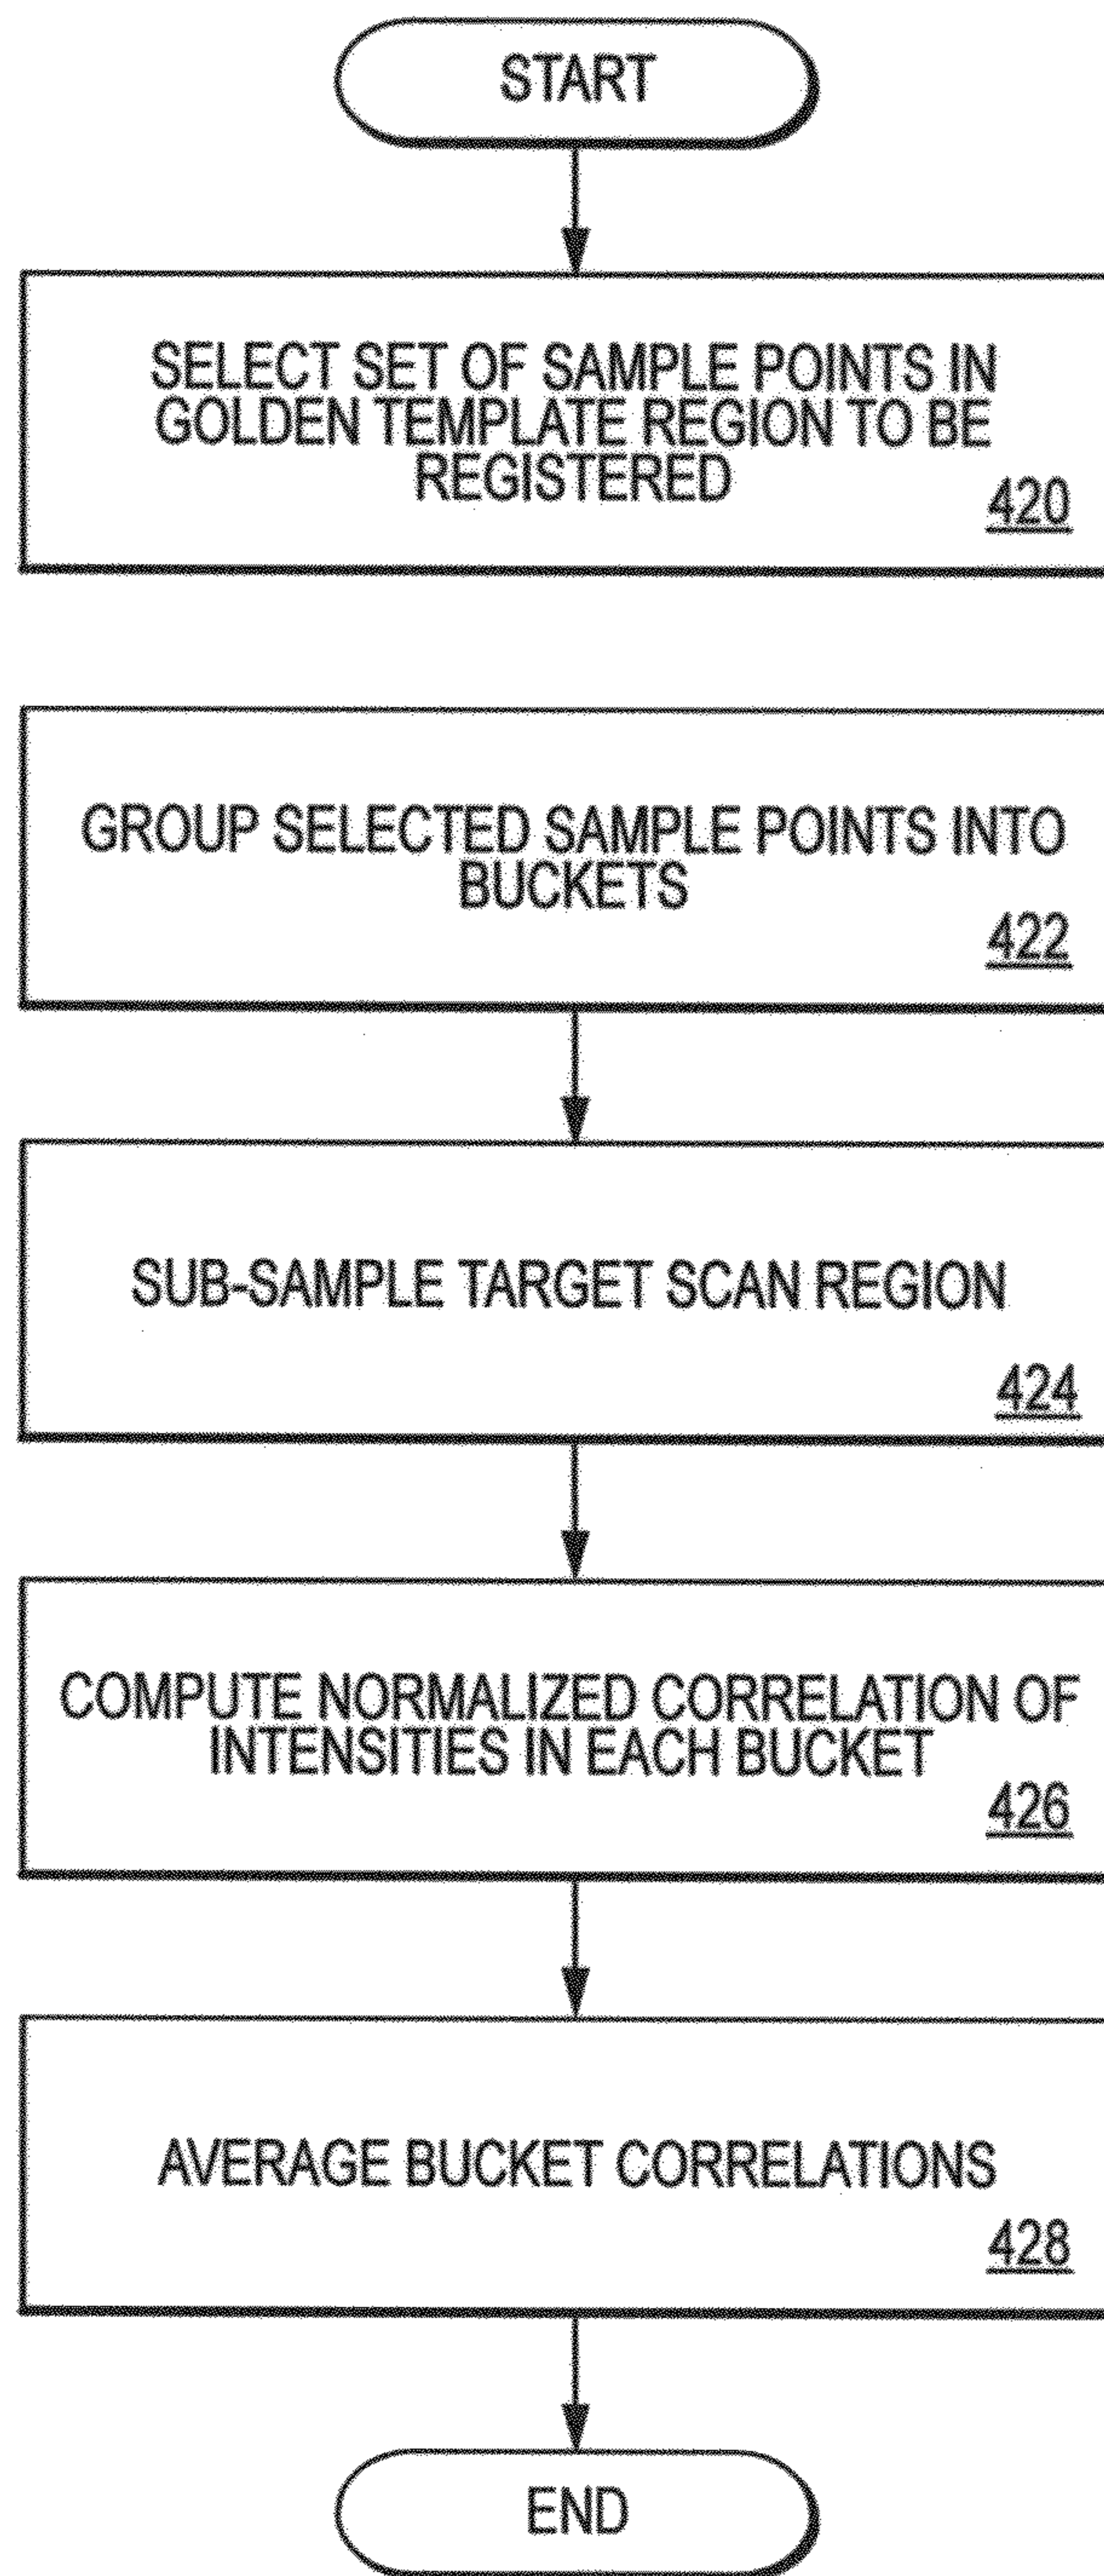 START
SELECT SET OF SAMPLE POINTS IN
GOLDEN TEMPLATE REGION TO BE
REGISTERED
420
GROUP SELECTED SAMPLE POINTS INTO
BUCKETS
422
SUB-SAMPLE TARGET SCAN REGION
424
COMPUTE NORMALIZED CORRELATION OF
INTENSITIES IN EACH BUCKET
426
AVERAGE BUCKET CORRELATIONS
428
END